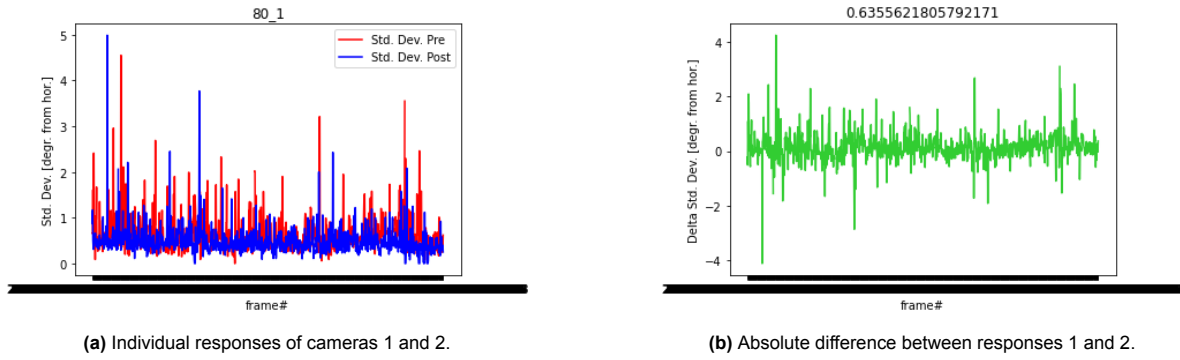 80_1
Std. Dev. [degr. from hor.]
5
4
3
2
1
0
Std. Dev. Pre
Std. Dev. Post
frame#
(a) Individual responses of cameras 1 and 2.
0.6355621805792171
Delta Std. Dev. [degr. from hor.]
4
2
0
−2
−4
frame#
(b) Absolute difference between responses 1 and 2.